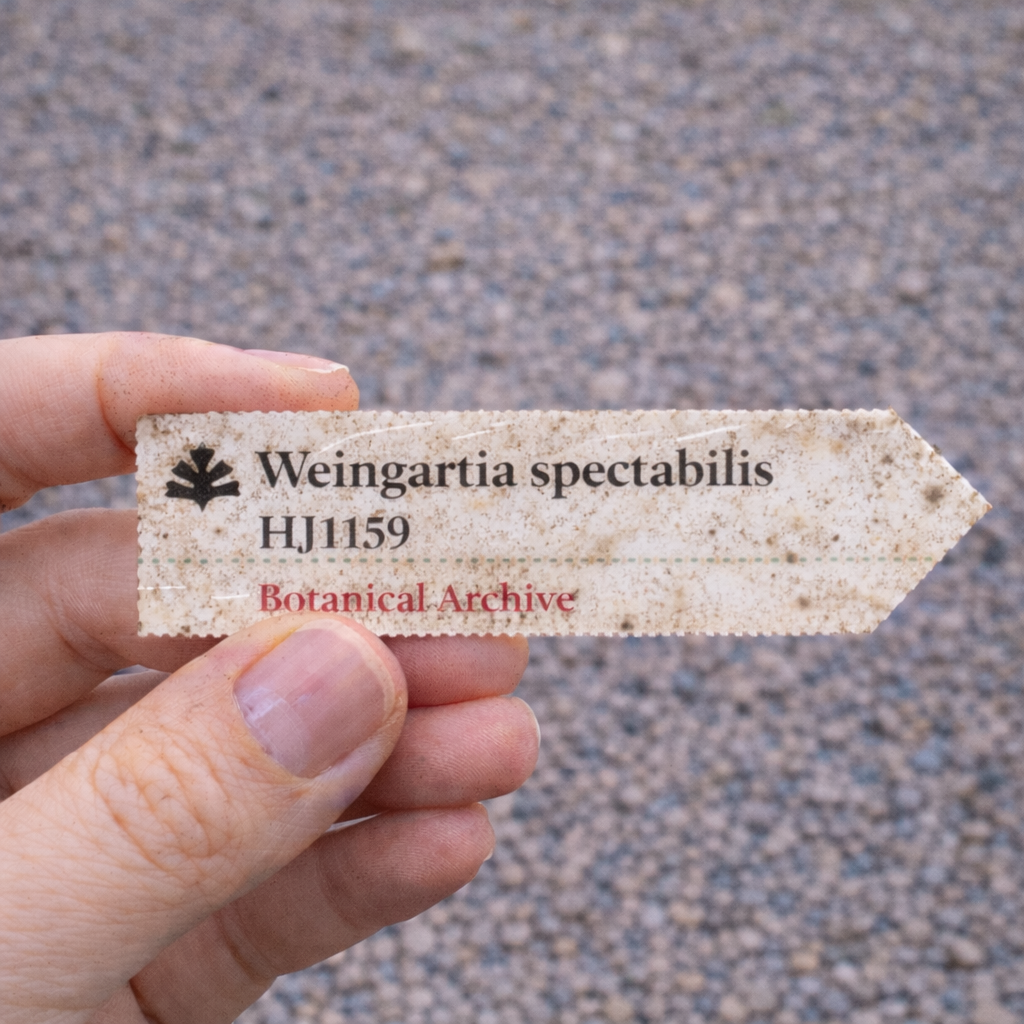 Weingartia spectabilis
HJ1159
Botanical Archive